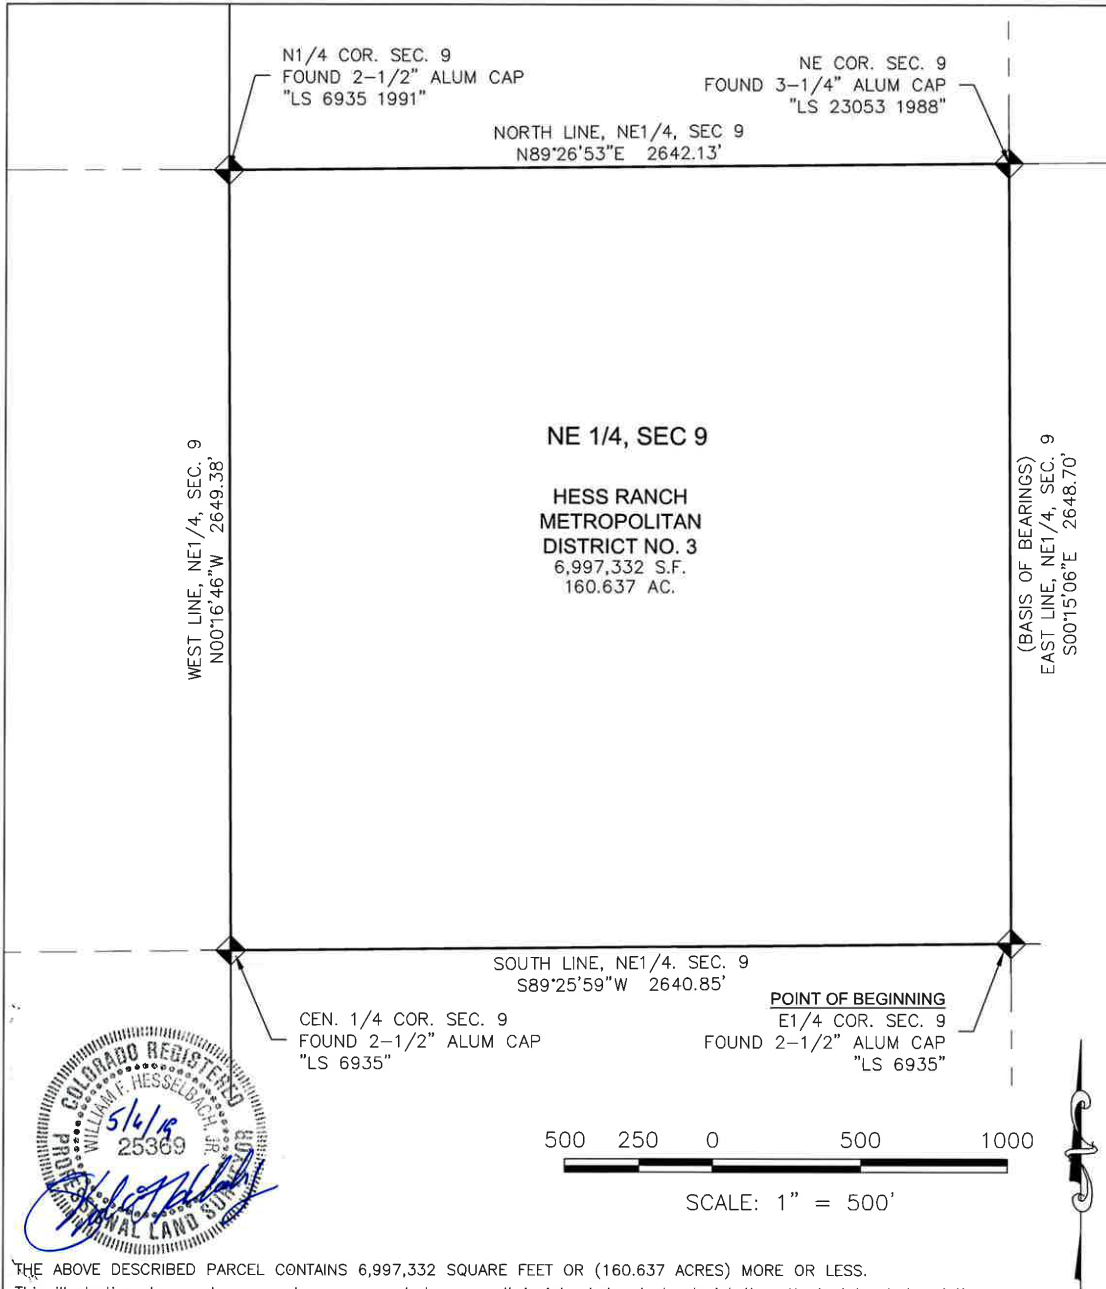 N1/4 COR. SEC. 9
FOUND 2-1/2" ALUM CAP
"LS 6935 1991"
NE COR. SEC. 9
FOUND 3-1/4" ALUM CAP
"LS 23053 1988"
NORTH LINE, NE1/4, SEC 9
N89°26'53"E 2642.13'
WEST LINE, NE1/4, SEC. 9
N00°16'46"W 2649.38'
NE 1/4, SEC 9
HESS RANCH
METROPOLITAN
DISTRICT NO. 3
6,997,332 S.F.
160.637 AC.
(BASIS OF BEARINGS)
EAST LINE, NE1/4, SEC. 9
S00°15'06"E 2648.70'
SOUTH LINE, NE1/4. SEC. 9
S89°25'59"W 2640.85'
CEN. 1/4 COR. SEC. 9
FOUND 2-1/2" ALUM CAP
"LS 6935"
POINT OF BEGINNING
E1/4 COR. SEC. 9
FOUND 2-1/2" ALUM CAP
"LS 6935"
COLORADO REGISTERED
WILLIAM F. HESSELBACH, JR.
25369
PROFESSIONAL LAND SURVEYOR
500 250 0 500 1000
SCALE: 1" = 500'
THE ABOVE DESCRIBED PARCEL CONTAINS 6,997,332 SQUARE FEET OR (160.637 ACRES) MORE OR LESS.